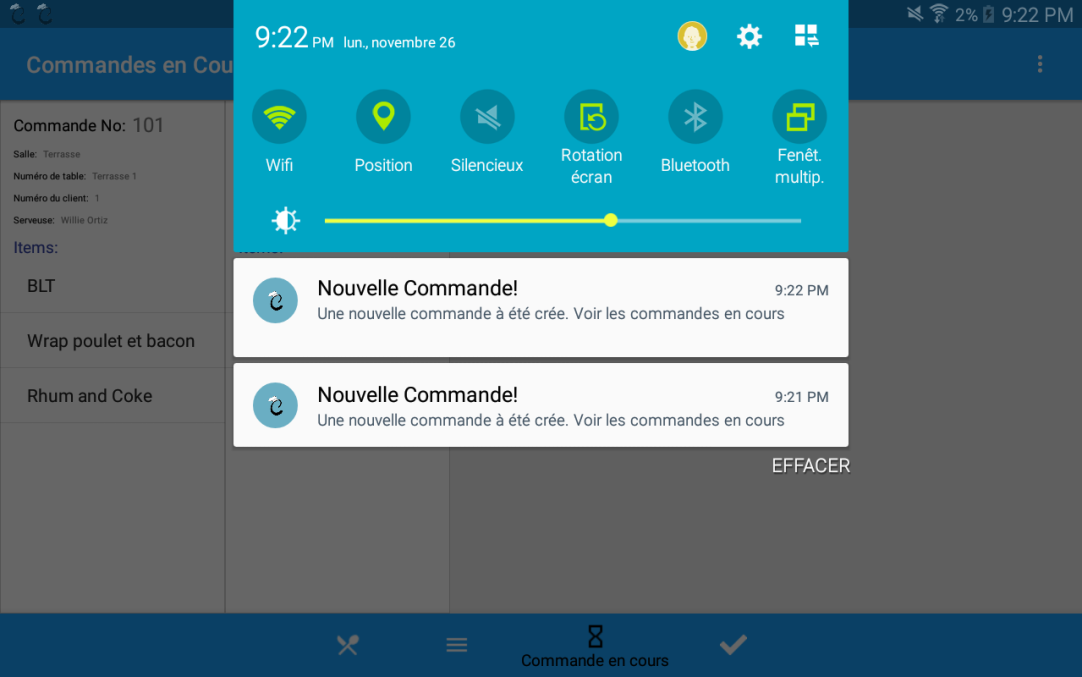 2% 9:22 PM
9:22 PM lun., novembre 26
Commandes en Cou
Wifi
Position
Silencieux
Rotation
écran
Bluetooth
Fenêt.
multip.
Commande No: 101
Salle: Terrasse
Numéro de table: Terrasse 1
Numéro du client: 1
Serveuse: Willie Ortiz
Items:
BLT
Wrap poulet et bacon
Rhum and Coke
Nouvelle Commande!
9:22 PM
Une nouvelle commande à été crée. Voir les commandes en cours
Nouvelle Commande!
9:21 PM
Une nouvelle commande à été crée. Voir les commandes en cours
EFFACER
Commande en cours